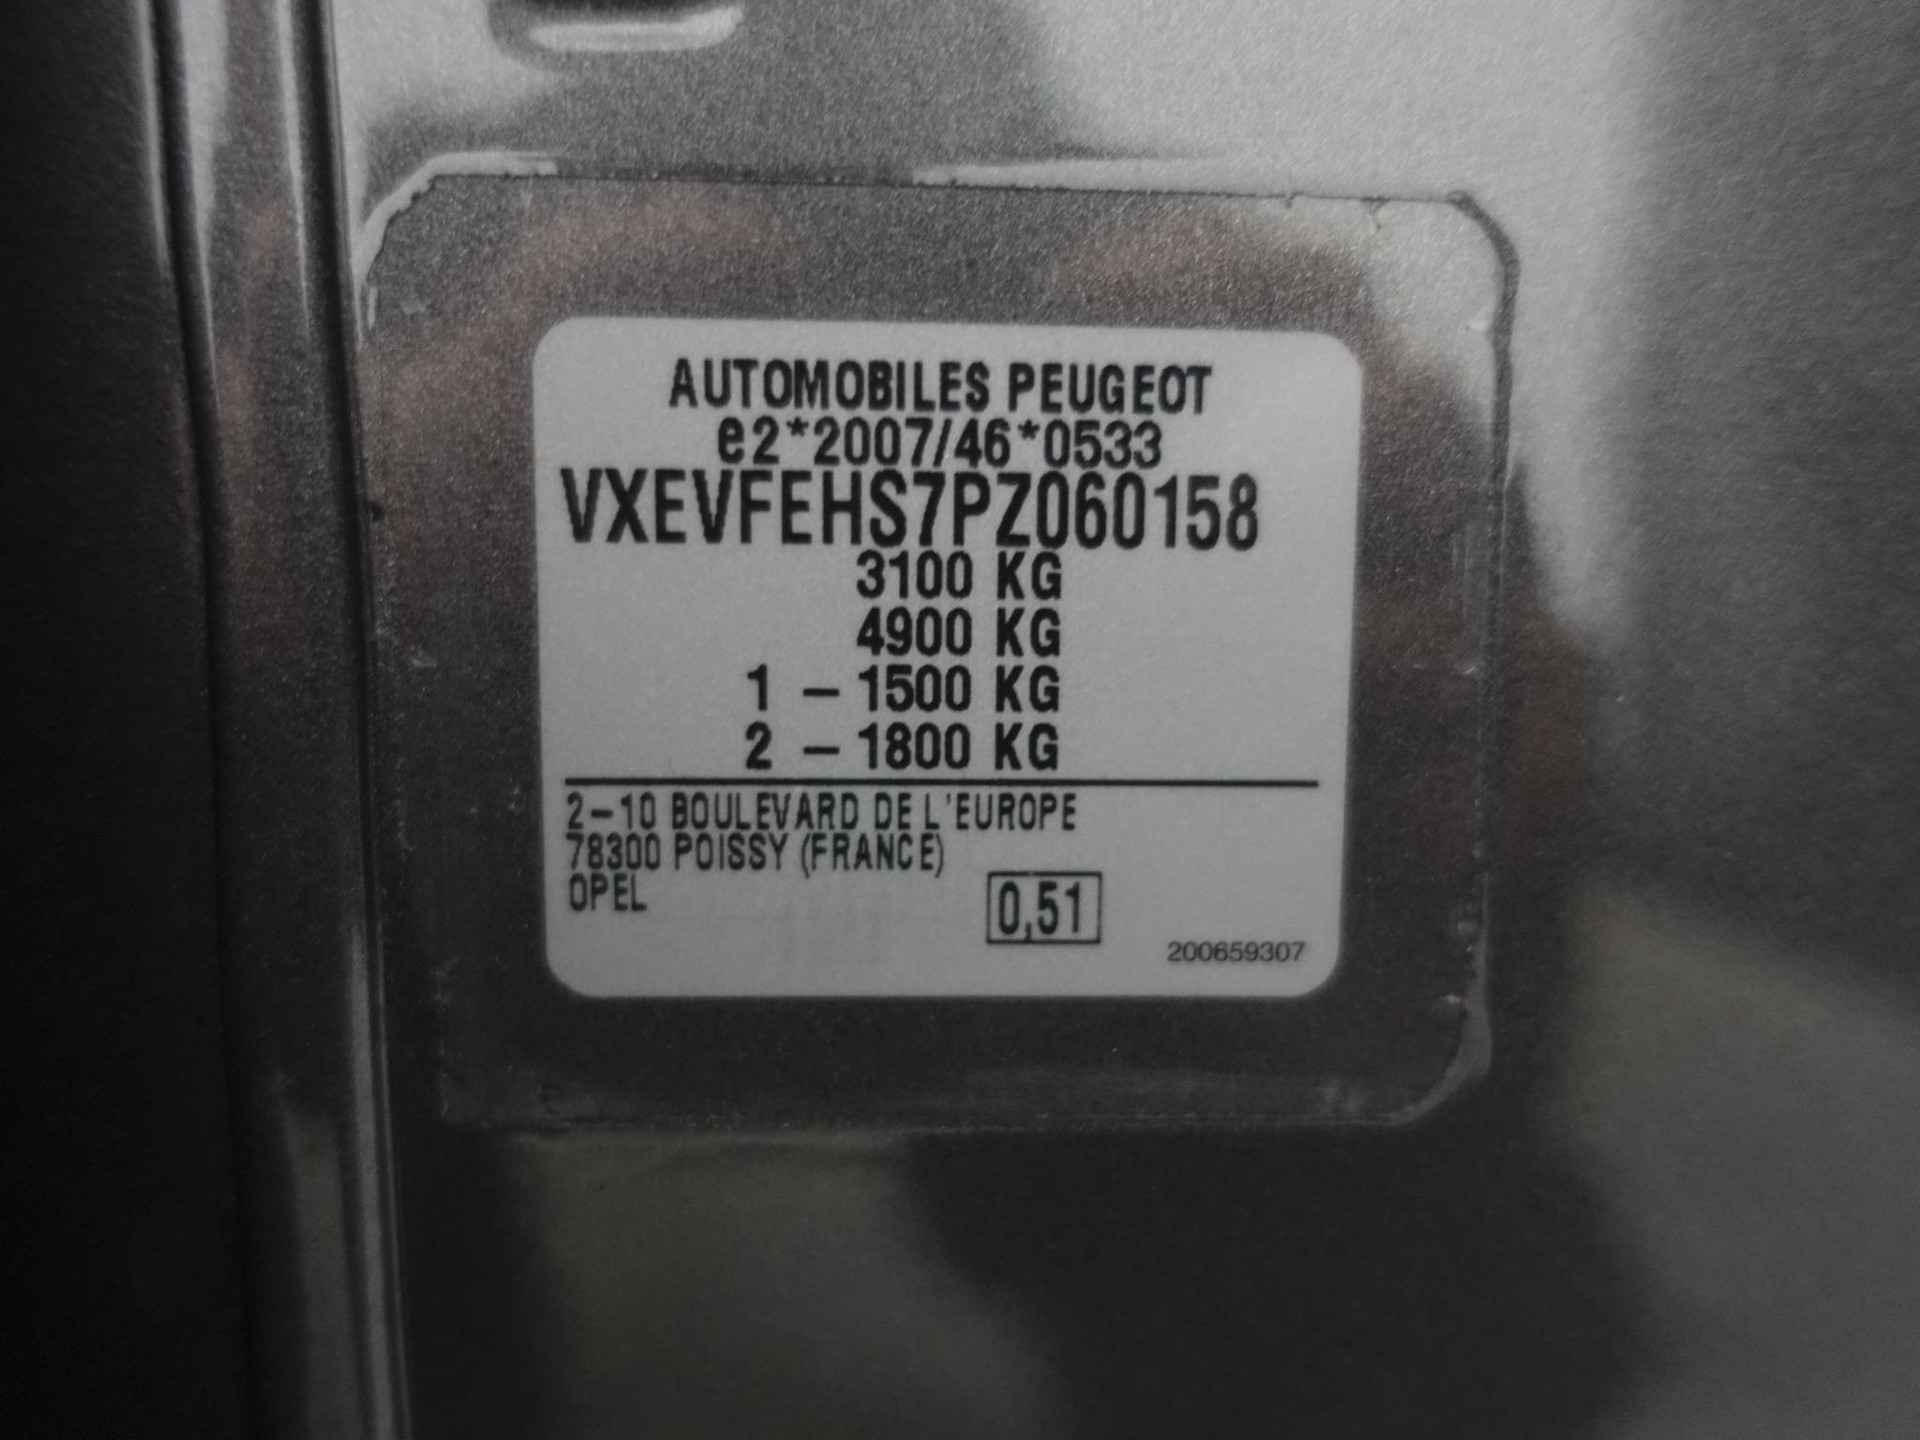 AUTOMOBILES PEUGEOT
e2*2007/46*0533
VXEVFEHS7PZ060158
3100 KG
4900 KG
1 – 1500 KG
2 – 1800 KG
2–10 BOULEVARD DE L'EUROPE
78300 POISSY (FRANCE)
OPEL
0,51
200659307